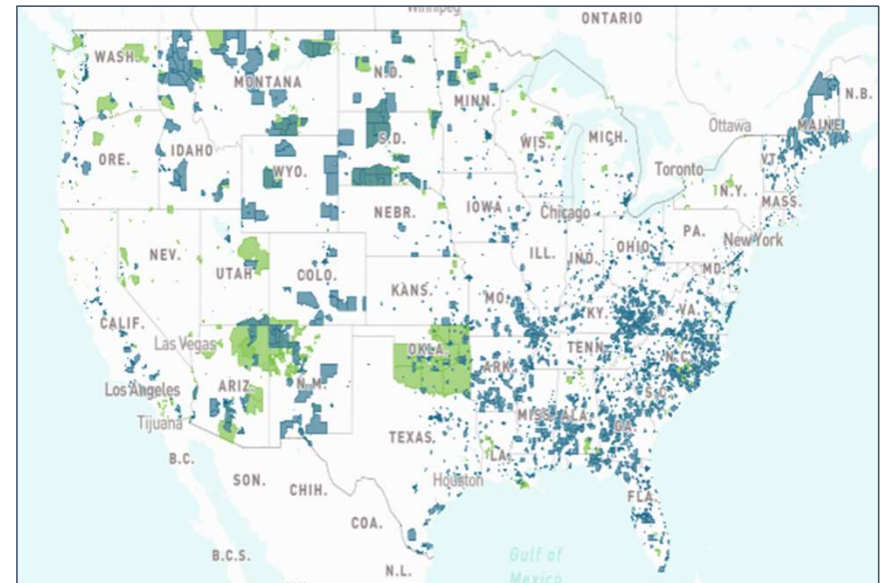 Winnipeg
ONTARIO
WASH.
MONTANA
N.D.
MINN.
N.B.
MAINE
Ottawa
ORE.
IDAHO
S.D.
WIS.
MICH.
Toronto
VT.
WYO.
N.Y.
MASS.
NEBR.
IOWA
Chicago
PA.
New York
NEV.
UTAH
COLO.
ILL.
IND.
OHIO
MD.
KANS.
MO.
KY.
VA.
CALIF.
Las Vegas
OKLA.
TENN.
N.C.
Los Angeles
ARIZ.
N.M.
ARK.
S.C.
Tijuana
TEXAS
MISS.
ALA.
GA.
B.C.
SON.
CHIH.
LA.
Houston
FLA.
COA.
B.C.S.
N.L.
Gulf of
Mexico